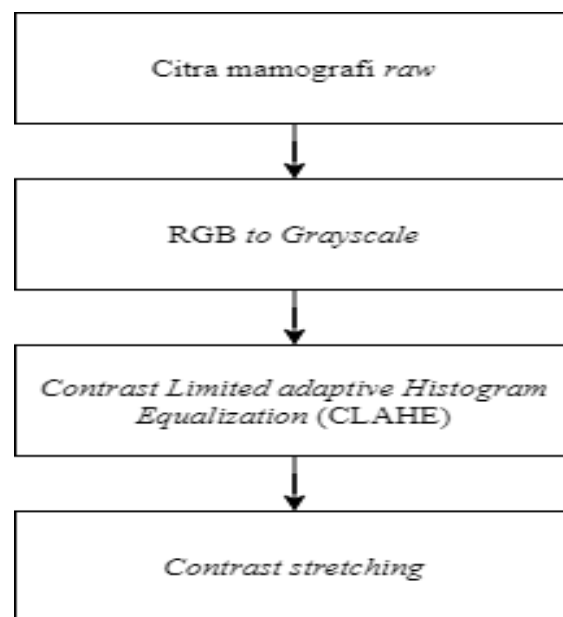 Citra mamografi raw
RGB to Grayscale
Contrast Limited adaptive Histogram
Equalization (CLAHE)
Contrast stretching